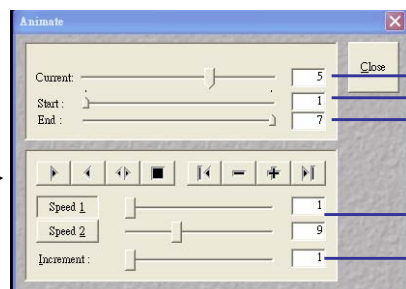 Animate
Close
Current: 5
Start : 1
End : 7
Speed 1 1
Speed 2 9
Increment : 1